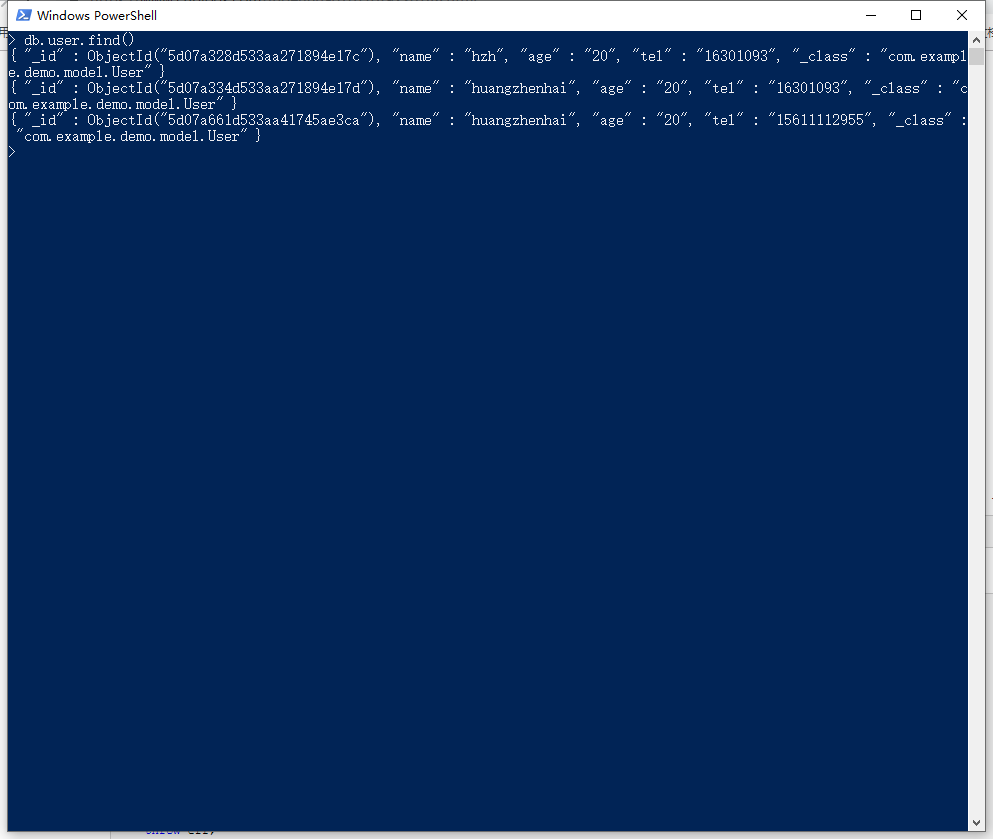 Windows PowerShell
> db.user.find()
{ "_id" : ObjectId("5d07a328d533aa271894e17c"), "name" : "hzh", "age" : "20", "tel" : "16301093", "_class" : "com.exampl
e.demo.model.User" }
{ "_id" : ObjectId("5d07a334d533aa271894e17d"), "name" : "huangzhenhai", "age" : "20", "tel" : "16301093", "_class" : "c
om.example.demo.model.User" }
{ "_id" : ObjectId("5d07a661d533aa41745ae3ca"), "name" : "huangzhenhai", "age" : "20", "tel" : "15611112955", "_class" :
"com.example.demo.model.User" }
>